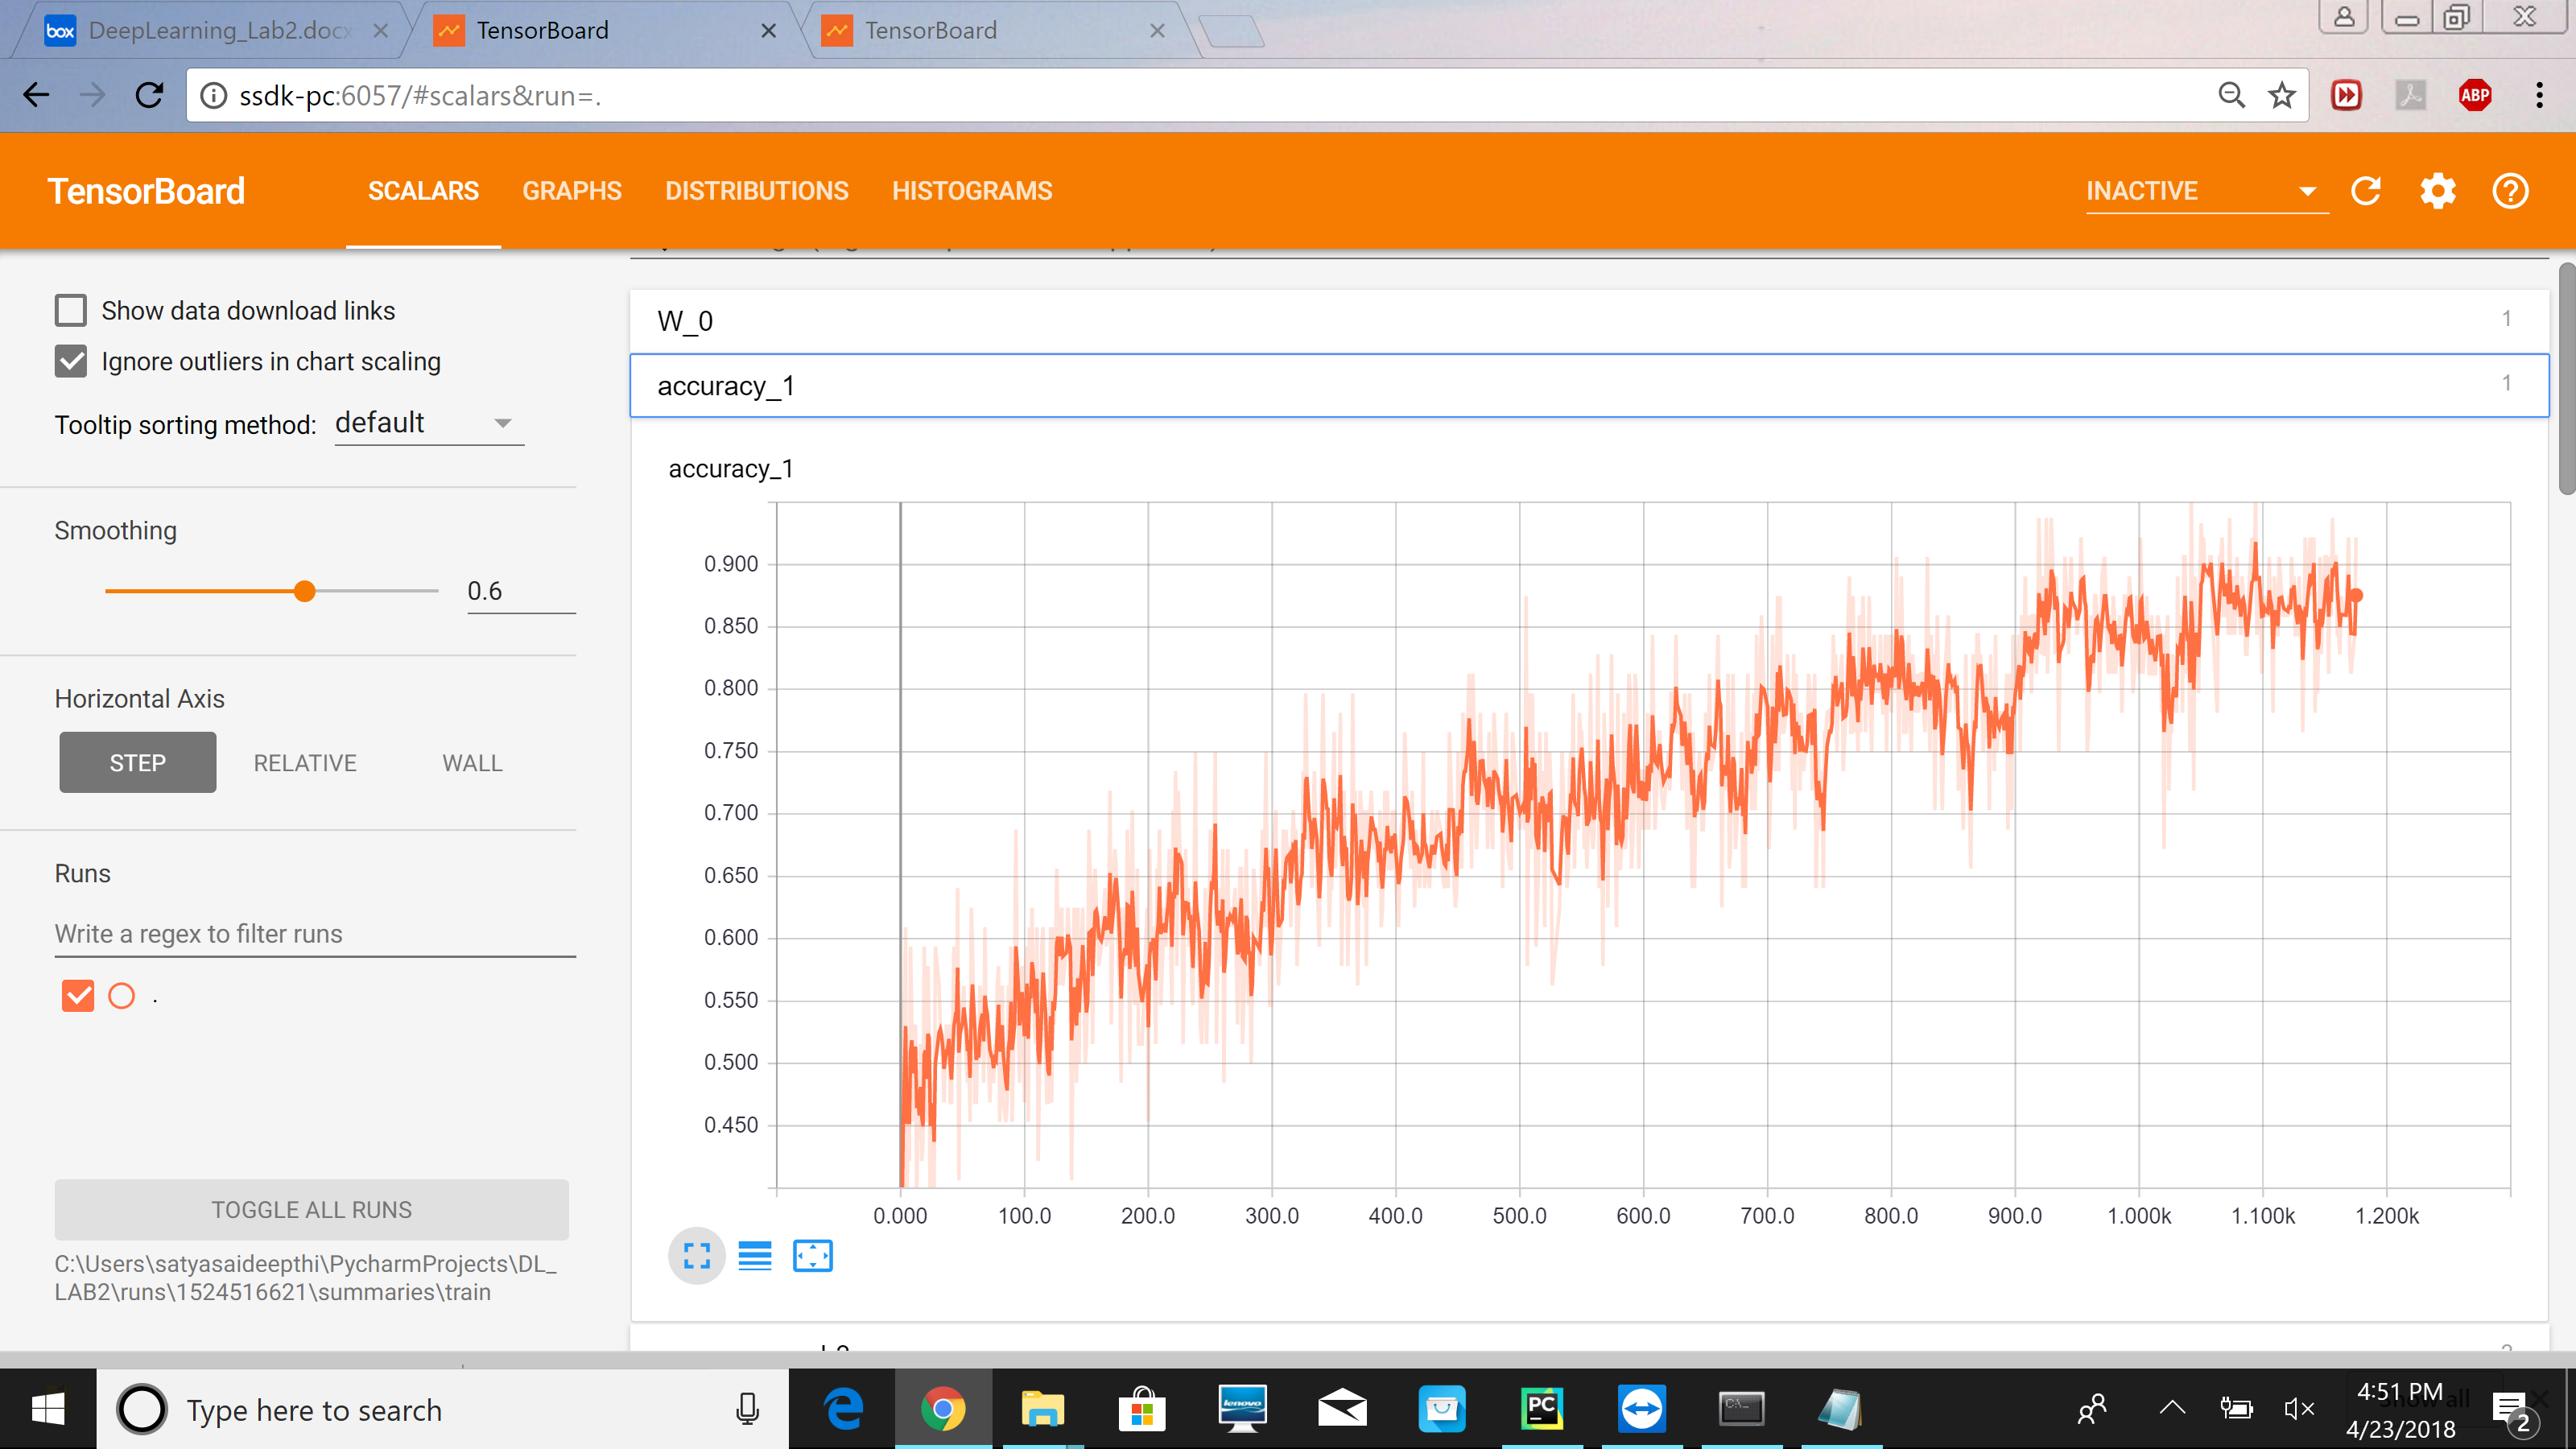 box DeepLearning_Lab2.docx TensorBoard TensorBoard
ssdk-pc:6057/#scalars&run=. ABP
TensorBoard SCALARS GRAPHS DISTRIBUTIONS HISTOGRAMS INACTIVE
Show data download links
Ignore outliers in chart scaling
Tooltip sorting method: default
Smoothing
0.6
Horizontal Axis
STEP RELATIVE WALL
Runs
Write a regex to filter runs
.
TOGGLE ALL RUNS
C:\Users\satyasaideepthi\PycharmProjects\DL_
LAB2\runs\1524516621\summaries\train
W_0 1
accuracy_1 1
accuracy_1
0.900
0.850
0.800
0.750
0.700
0.650
0.600
0.550
0.500
0.450
0.000 100.0 200.0 300.0 400.0 500.0 600.0 700.0 800.0 900.0 1.000k 1.100k 1.200k
Type here to search
lenovo
PC
C:\_
4:51 PM
4/23/2018
2